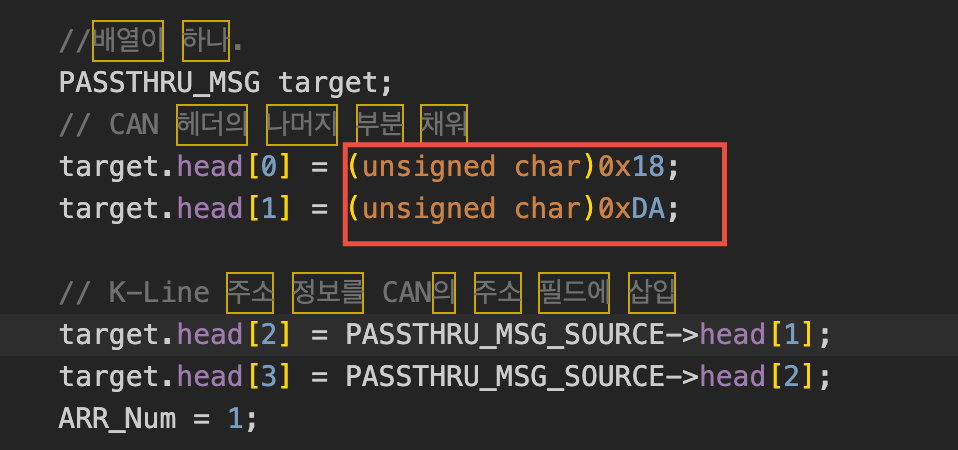 //배열이 하나.
PASSTHRU_MSG target;
// CAN 헤더의 나머지 부분 채워
target.head[0] = (unsigned char)0x18;
target.head[1] = (unsigned char)0xDA;
// K-Line 주소 정보를 CAN의 주소 필드에 삽입
target.head[2] = PASSTHRU_MSG_SOURCE->head[1];
target.head[3] = PASSTHRU_MSG_SOURCE->head[2];
ARR_Num = 1;